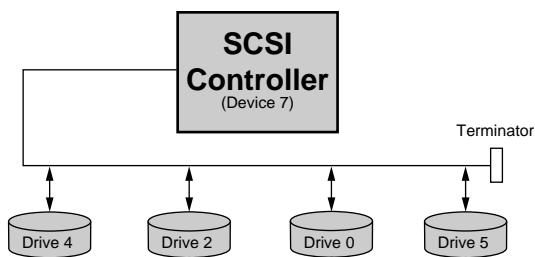 SCSI
Controller
(Device 7)
Terminator
Drive 4
Drive 2
Drive 0
Drive 5